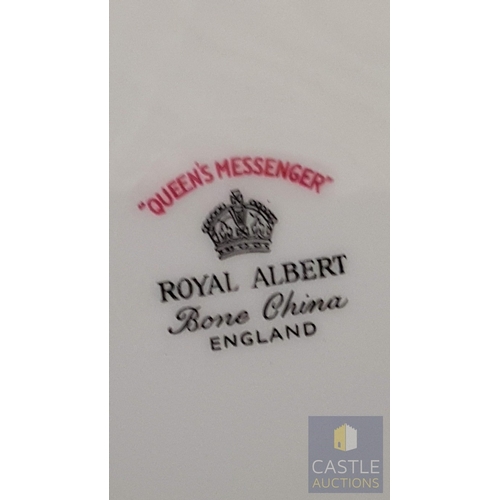 "QUEEN'S MESSENGER"
ROYAL ALBERT
Bone China
ENGLAND
CASTLE
AUCTIONS